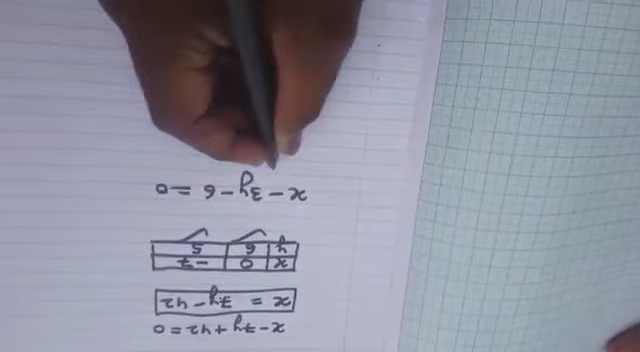 x-7y+42=0
x = 7y-42
x 0 -7
y 6 5
x-3y-6=0